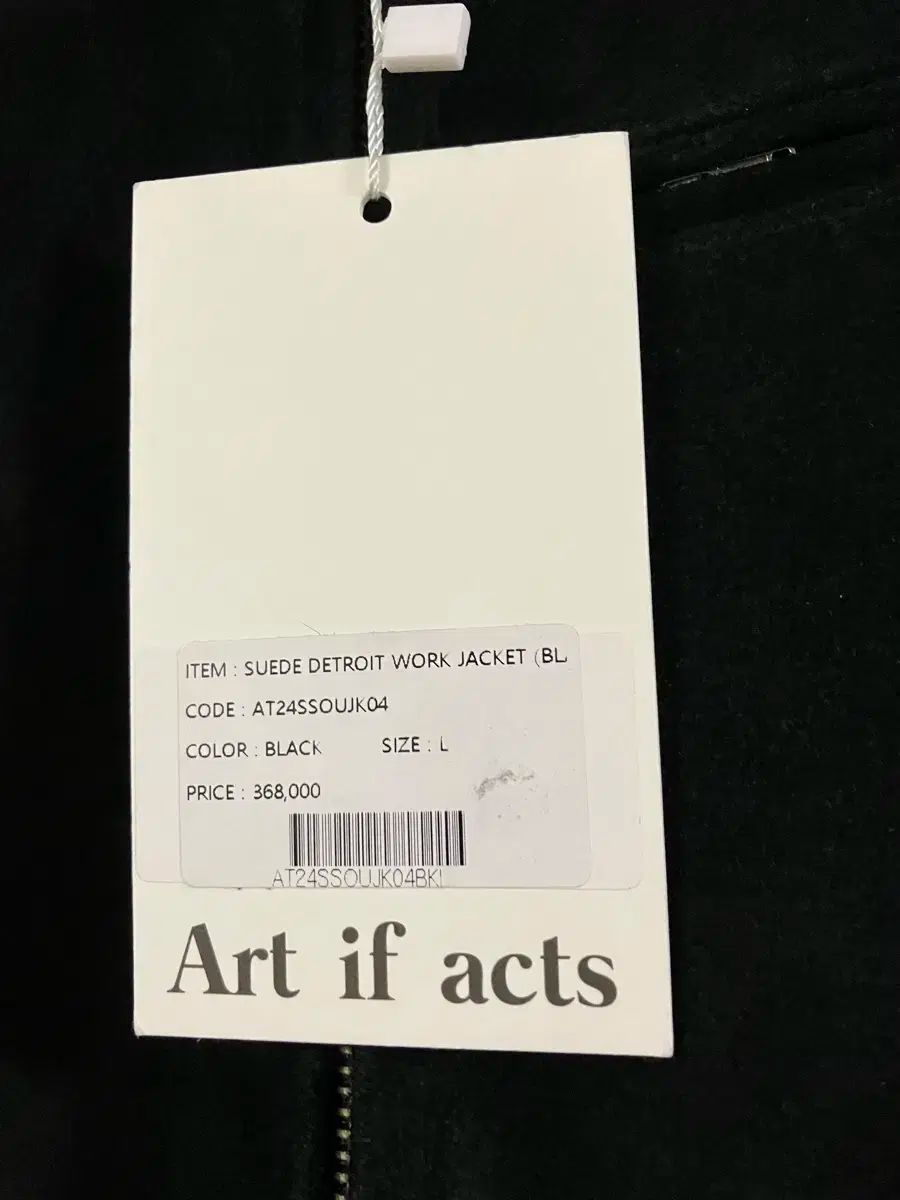 ITEM : SUEDE DETROIT WORK JACKET (BL
CODE : AT24SSOUJK04
COLOR : BLACK SIZE : L
PRICE : 368,000
AT24SSOUJK04BKL
Art if acts